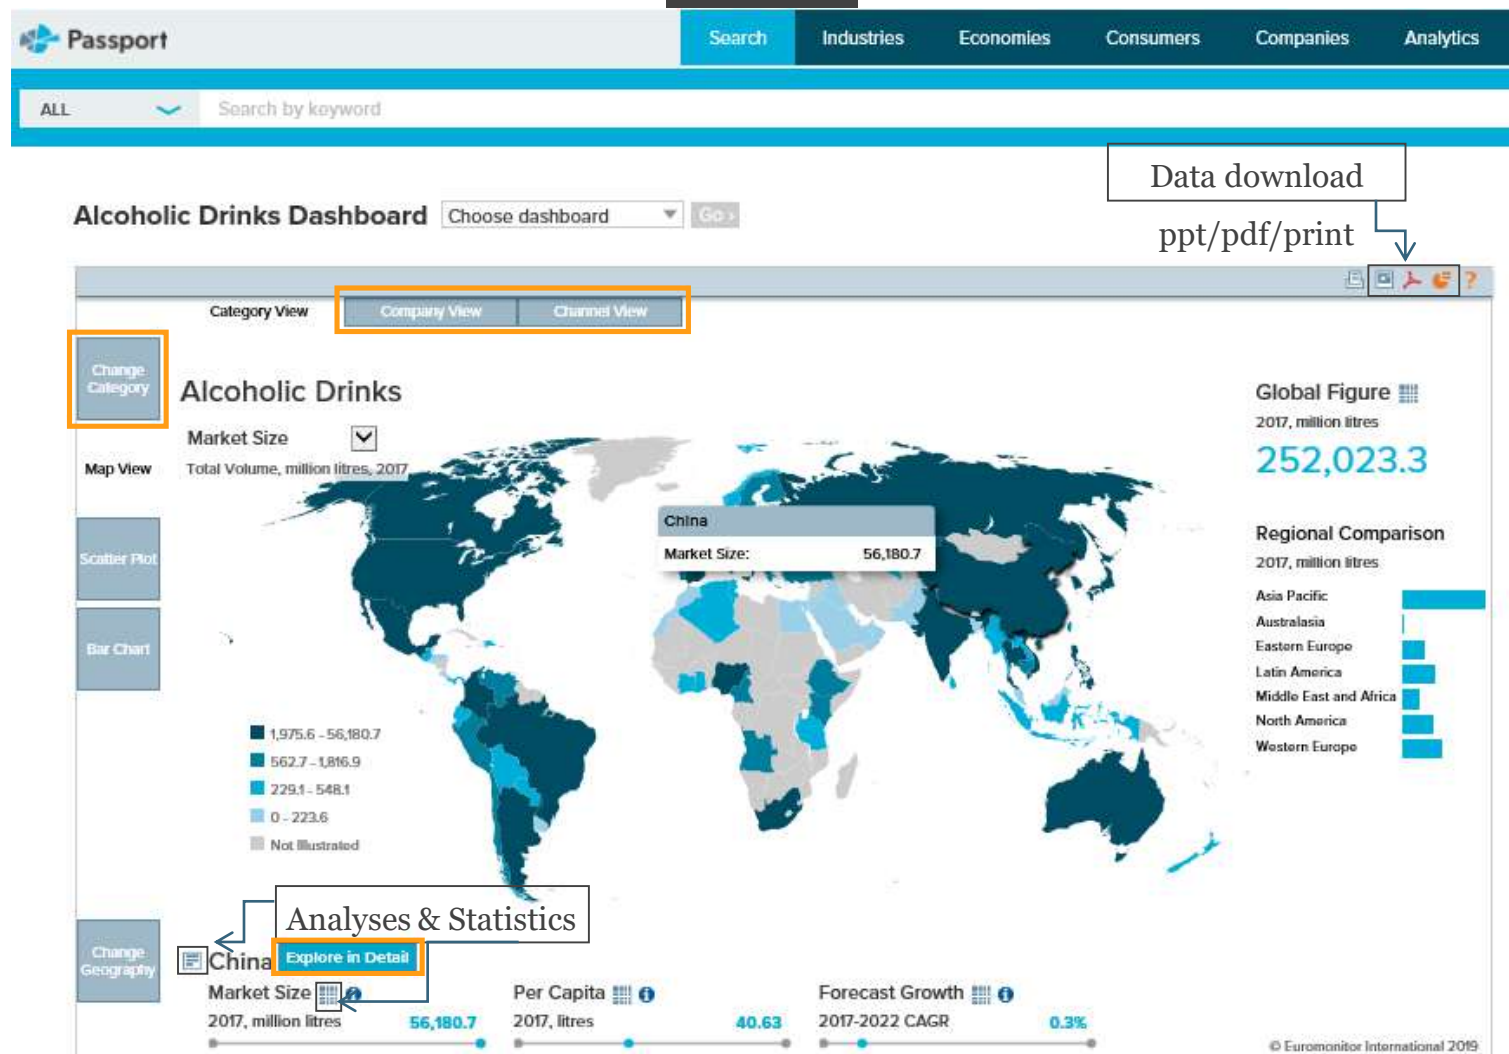 Passport
Search
Industries
Economies
Consumers
Companies
Analytics
ALL
Search by keyword
Data download
ppt/pdf/print
Alcoholic Drinks Dashboard
Choose dashboard
Go ›
?
Category View
Company View
Channel View
Change
Category
Map View
Scatter Plot
Bar Chart
Change
Geography
Alcoholic Drinks
Market Size
Total Volume, million litres, 2017
China
Market Size: 56,180.7
1,975.6 - 56,180.7
562.7 - 1,816.9
229.1 - 548.1
0 - 223.6
Not Illustrated
Global Figure
2017, million litres
252,023.3
Regional Comparison
2017, million litres
Asia Pacific
Australasia
Eastern Europe
Latin America
Middle East and Africa
North America
Western Europe
Analyses & Statistics
China
Explore in Detail
Market Size
2017, million litres 56,180.7
Per Capita
2017, litres 40.63
Forecast Growth
2017-2022 CAGR 0.3%
© Euromonitor International 2019